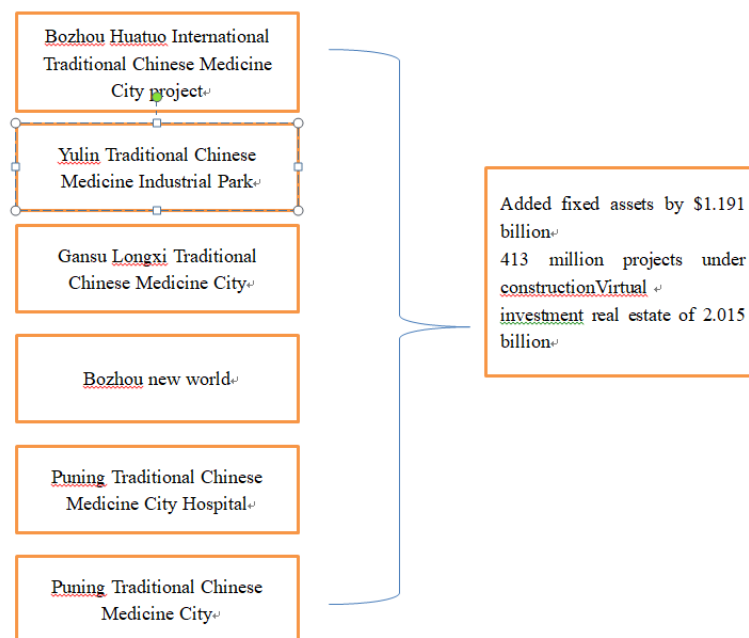 Bozhou Huatuo International
Traditional Chinese Medicine
City project
Yulin Traditional Chinese
Medicine Industrial Park
Gansu Longxi Traditional
Chinese Medicine City
Bozhou new world
Puning Traditional Chinese
Medicine City Hospital
Puning Traditional Chinese
Medicine City
Added fixed assets by $1.191
billion
413 million projects under
constructionVirtual
investment real estate of 2.015
billion